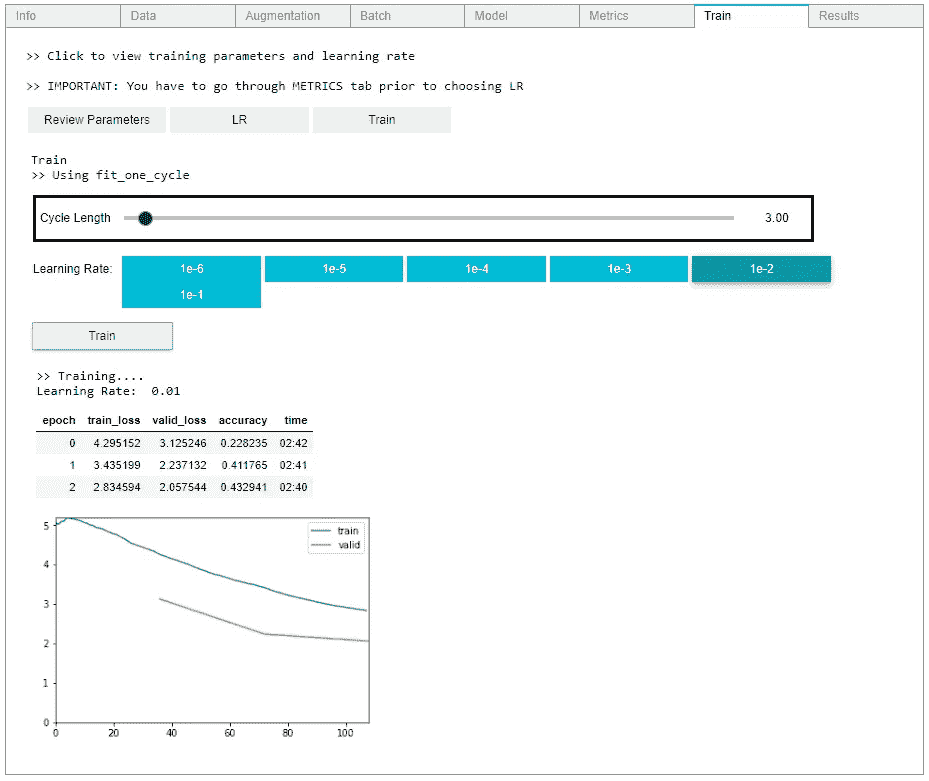 Info Data Augmentation Batch Model Metrics Train Results
>> Click to view training parameters and learning rate
>> IMPORTANT: You have to go through METRICS tab prior to choosing LR
Review Parameters LR Train
Train
>> Using fit_one_cycle
Cycle Length 3.00
Learning Rate: 1e-6 1e-5 1e-4 1e-3 1e-2
1e-1
Train
>> Training....
Learning Rate: 0.01
epoch train_loss valid_loss accuracy time
0 4.295152 3.125246 0.228235 02:42
1 3.435199 2.237132 0.411765 02:41
2 2.834594 2.057544 0.432941 02:40
train
valid
5
4
3
2
1
0
0 20 40 60 80 100